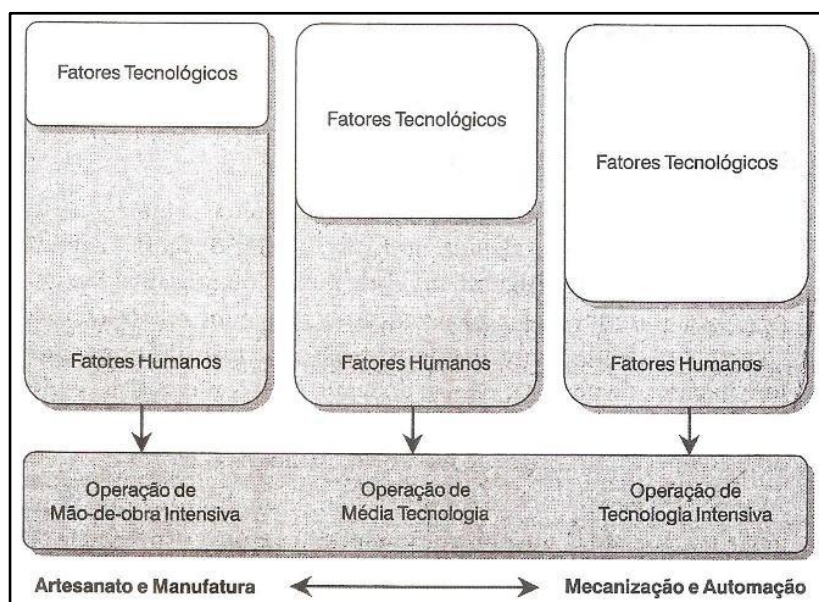 Fatores Tecnológicos
Fatores Humanos
Fatores Tecnológicos
Fatores Humanos
Fatores Tecnológicos
Fatores Humanos
Operação de
Mão-de-obra Intensiva
Operação de
Média Tecnologia
Operação de
Tecnologia Intensiva
Artesanato e Manufatura
Mecanização e Automação